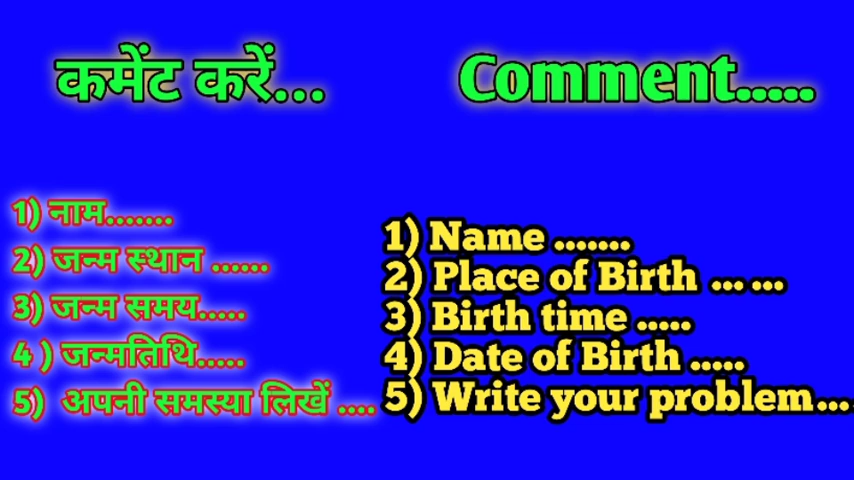 कमेंट करें...
Comment.....
1) नाम.......
2) जन्म स्थान ......
3) जन्म समय.....
4 ) जन्मतिथि.....
5) अपनी समस्या लिखें ....
1) Name .......
2) Place of Birth ... ...
3) Birth time .....
4) Date of Birth .....
5) Write your problem...